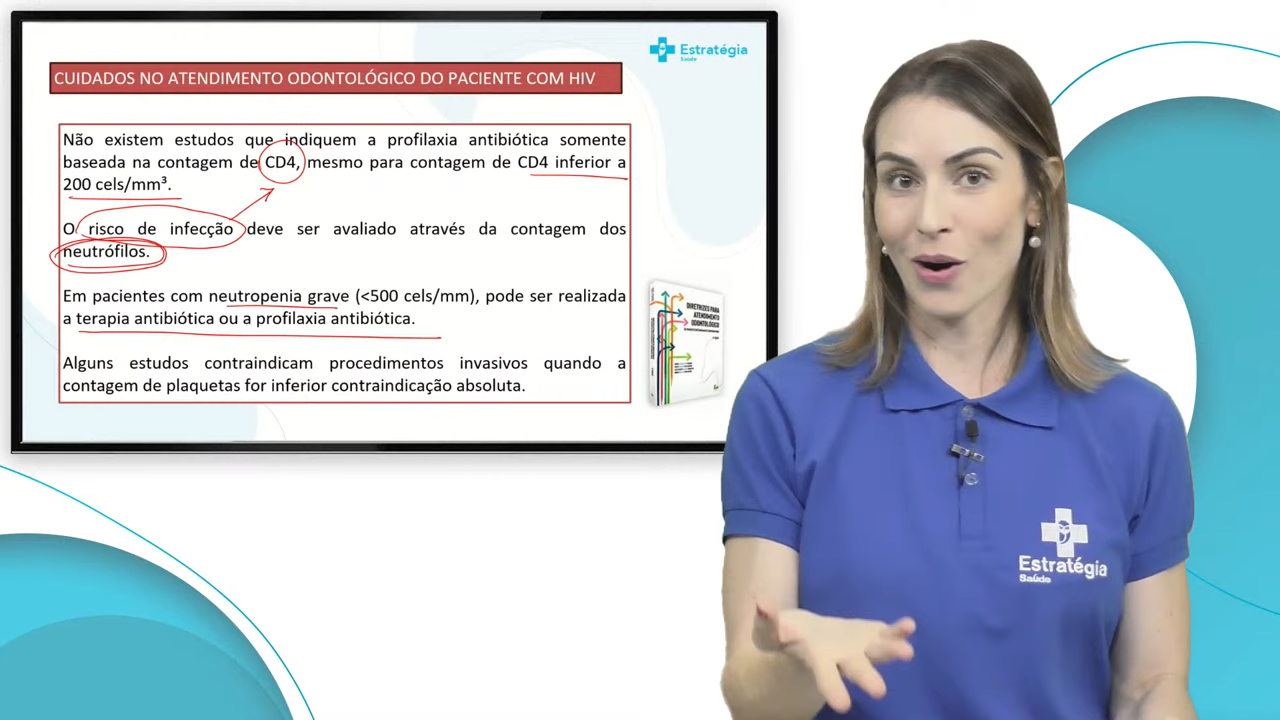 Estratégia
Saúde
CUIDADOS NO ATENDIMENTO ODONTOLÓGICO DO PACIENTE COM HIV
Não existem estudos que indiquem a profilaxia antibiótica somente
baseada na contagem de CD4, mesmo para contagem de CD4 inferior a
200 cels/mm³.
O risco de infecção deve ser avaliado através da contagem dos
neutrófilos.
Em pacientes com neutropenia grave (<500 cels/mm), pode ser realizada
a terapia antibiótica ou a profilaxia antibiótica.
Alguns estudos contraindicam procedimentos invasivos quando a
contagem de plaquetas for inferior contraindicação absoluta.
DIRETRIZES PARA
ATENDIMENTO
ODONTOLÓGICO
Estratégia
Saúde